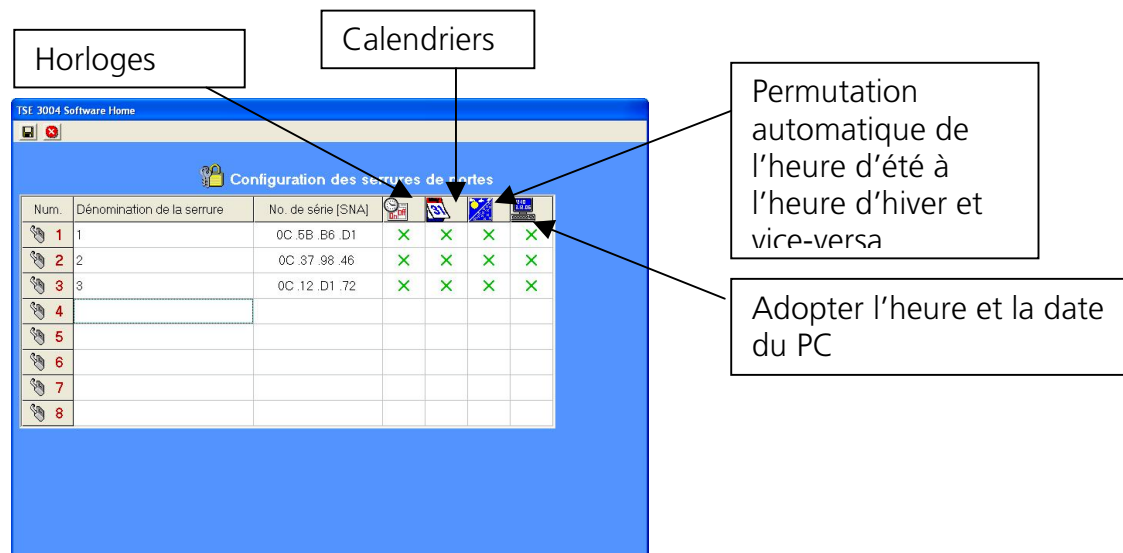 Horloges
Calendriers
Permutation
automatique de
l'heure d'été à
l'heure d'hiver et
vice-versa
Adopter l'heure et la date
du PC
TSE 3004 Software Home
Configuration des serrures de portes
Num. Dénomination de la serrure No. de série [SNA]
1 1 0C .5B .B6 .D1
2 2 0C .37 .98 .46
3 3 0C .12 .D1 .72
4
5
6
7
8